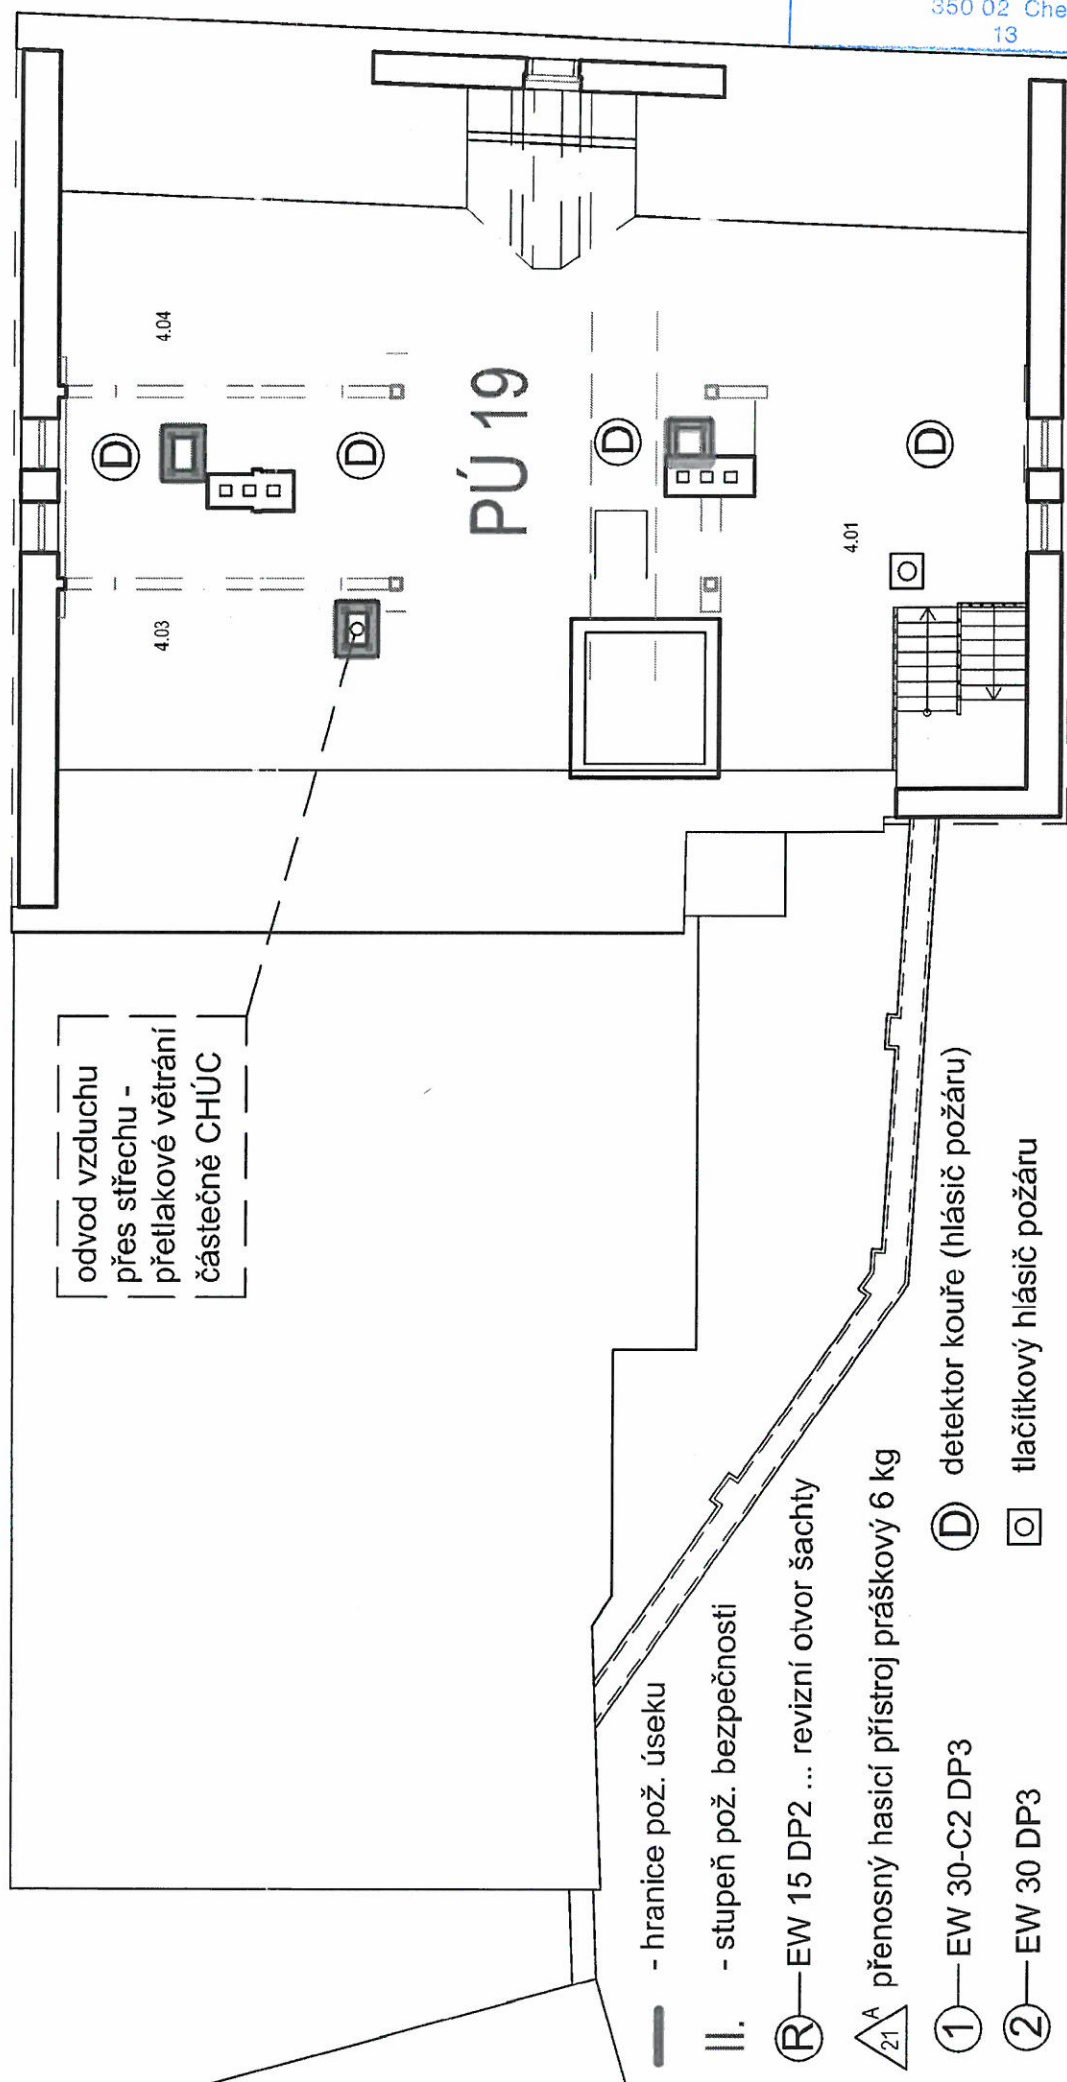 350 02 Che
13
4.04
4.03
4.01
D
D
D
D
PÚ 19
odvod vzduchu
přes střechu -
přetlakové větrání
částečně CHÚC
- hranice pož. úseku
II. - stupeň pož. bezpečnosti
R EW 15 DP2 ... revizní otvor šachty
21 A přenosný hasicí přístroj práškový 6 kg
1 EW 30-C2 DP3
2 EW 30 DP3
D detektor kouře (hlásič požáru)
tlačítkový hlásič požáru